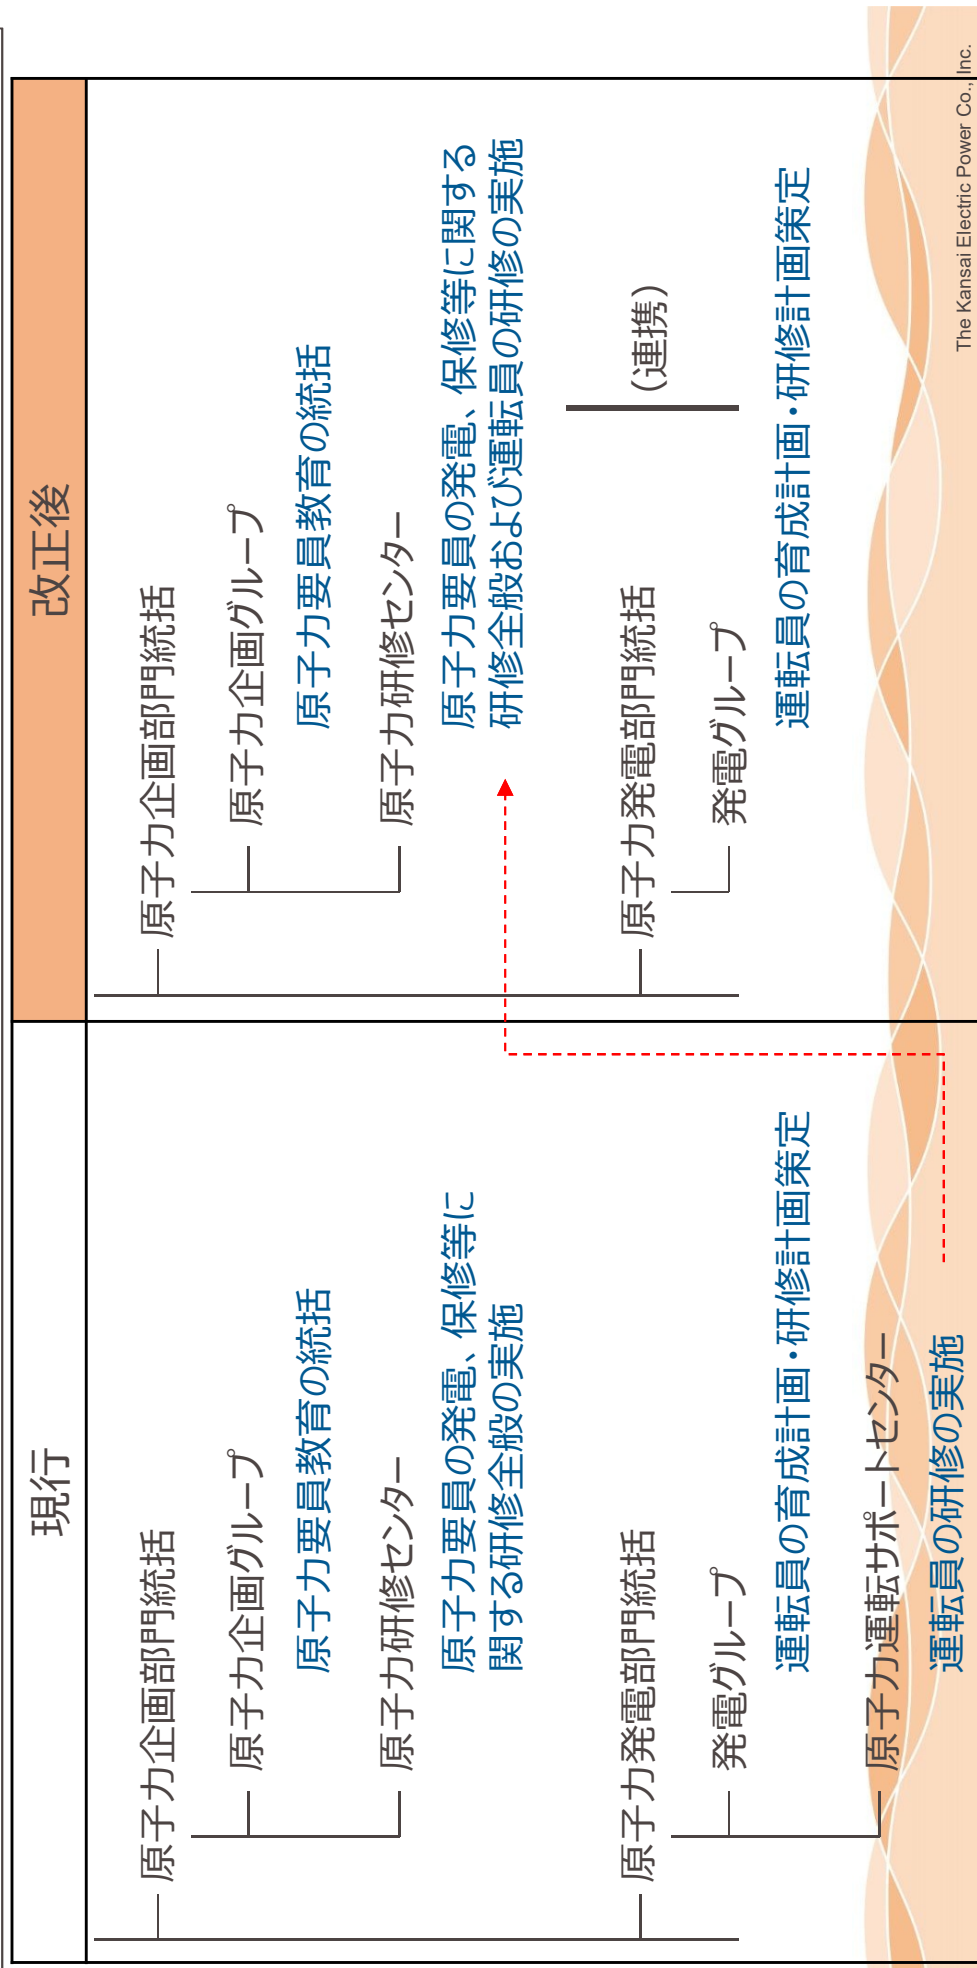 現行
原子力企画部門統括
原子力企画グループ
原子力要員教育の統括
原子力研修センター
原子力要員の発電、保修等に
関する研修全般の実施
原子力発電部門統括
発電グループ
運転員の育成計画・研修計画策定
原子力運転サポートセンター
運転員の研修の実施
改正後
原子力企画部門統括
原子力企画グループ
原子力要員教育の統括
原子力研修センター
原子力要員の発電、保修等に関する
研修全般および運転員の研修の実施
(連携)
原子力発電部門統括
発電グループ
運転員の育成計画・研修計画策定
The Kansai Electric Power Co., Inc.